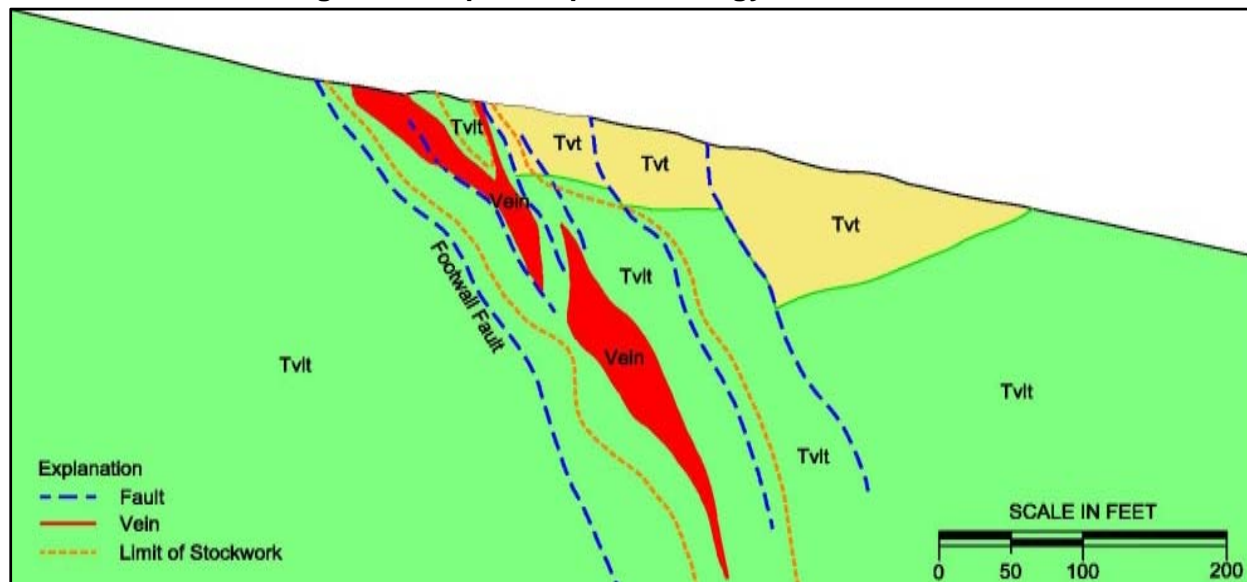 Tvlt
Tvt
Tvt
Vein
Tvt
Tvlt
Footwall Fault
Vein
Tvlt
Tvlt
Tvlt
Explanation
Fault
Vein
Limit of Stockwork
SCALE IN FEET
0 50 100 200